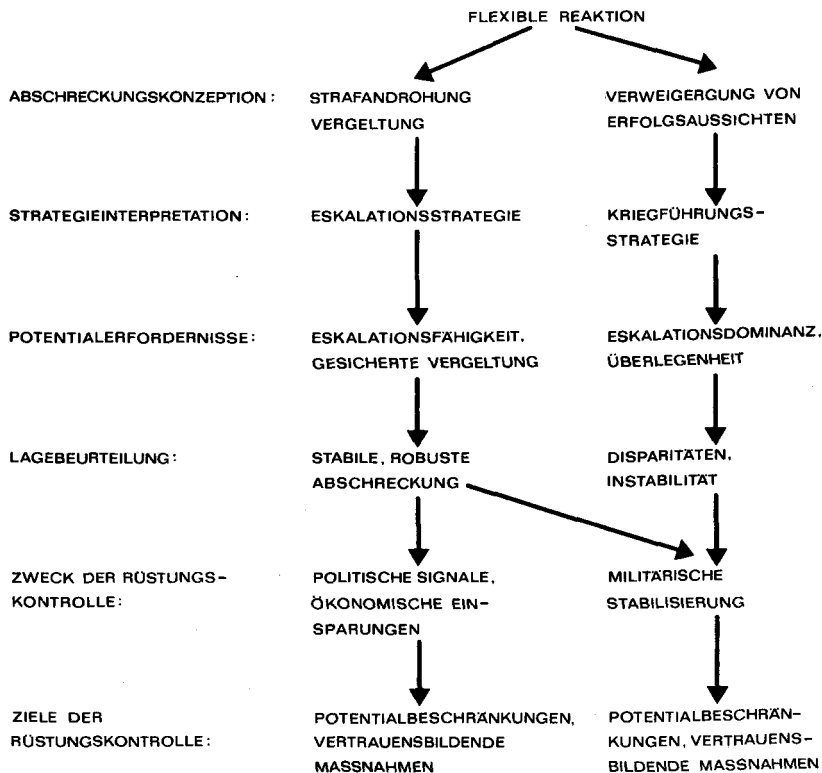 FLEXIBLE REAKTION
ABSCHRECKUNGSKONZEPTION:
STRAFANDROHUNG
VERGELTUNG
VERWEIGERGUNG VON
ERFOLGSAUSSICHTEN
STRATEGIEINTERPRETATION:
ESKALATIONSSTRATEGIE
KRIEGFÜHRUNGS-
STRATEGIE
POTENTIALERFORDERNISSE:
ESKALATIONSFÄHIGKEIT,
GESICHERTE VERGELTUNG
ESKALATIONSDOMINANZ,
ÜBERLEGENHEIT
LAGEBEURTEILUNG:
STABILE, ROBUSTE
ABSCHRECKUNG
DISPARITÄTEN,
INSTABILITÄT
ZWECK DER RÜSTUNGS-
KONTROLLE:
POLITISCHE SIGNALE,
ÖKONOMISCHE EIN-
SPARUNGEN
MILITÄRISCHE
STABILISIERUNG
ZIELE DER
RÜSTUNGSKONTROLLE:
POTENTIALBESCHRÄNKUNGEN,
VERTRAUENSBILDENDE
MASSNAHMEN
POTENTIALBESCHRÄN-
KUNGEN, VERTRAUENS-
BILDENDE MASSNAHMEN